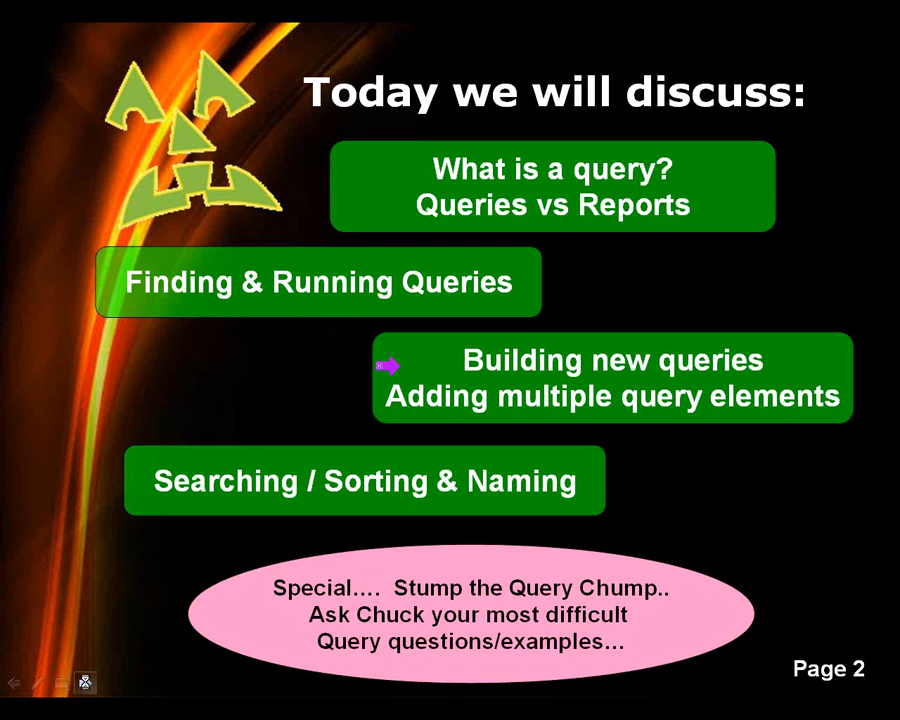 Today we will discuss:
What is a query?
Queries vs Reports
Finding & Running Queries
Building new queries
Adding multiple query elements
Searching / Sorting & Naming
Special.... Stump the Query Chump..
Ask Chuck your most difficult
Query questions/examples...
Page 2